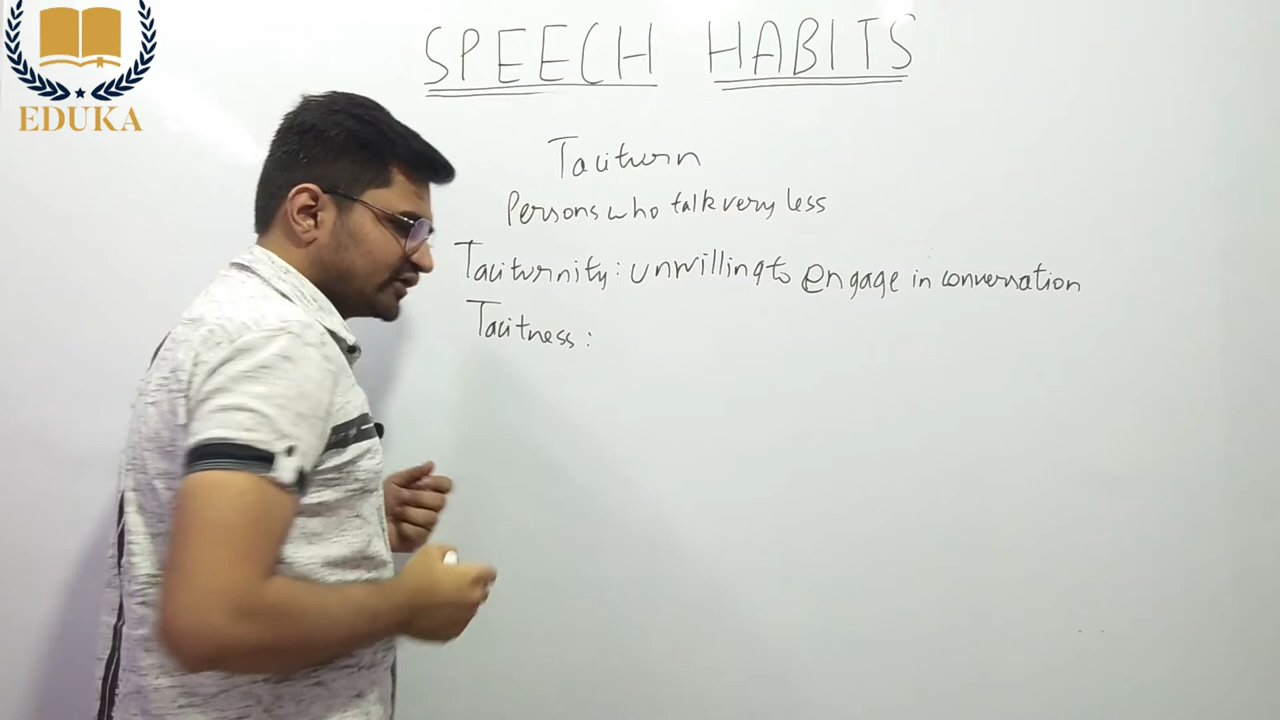 EDUKA
SPEECH HABITS
Taciturn
Persons who talk very less
Taciturnity: unwilling to engage in conversation
Tacitness: